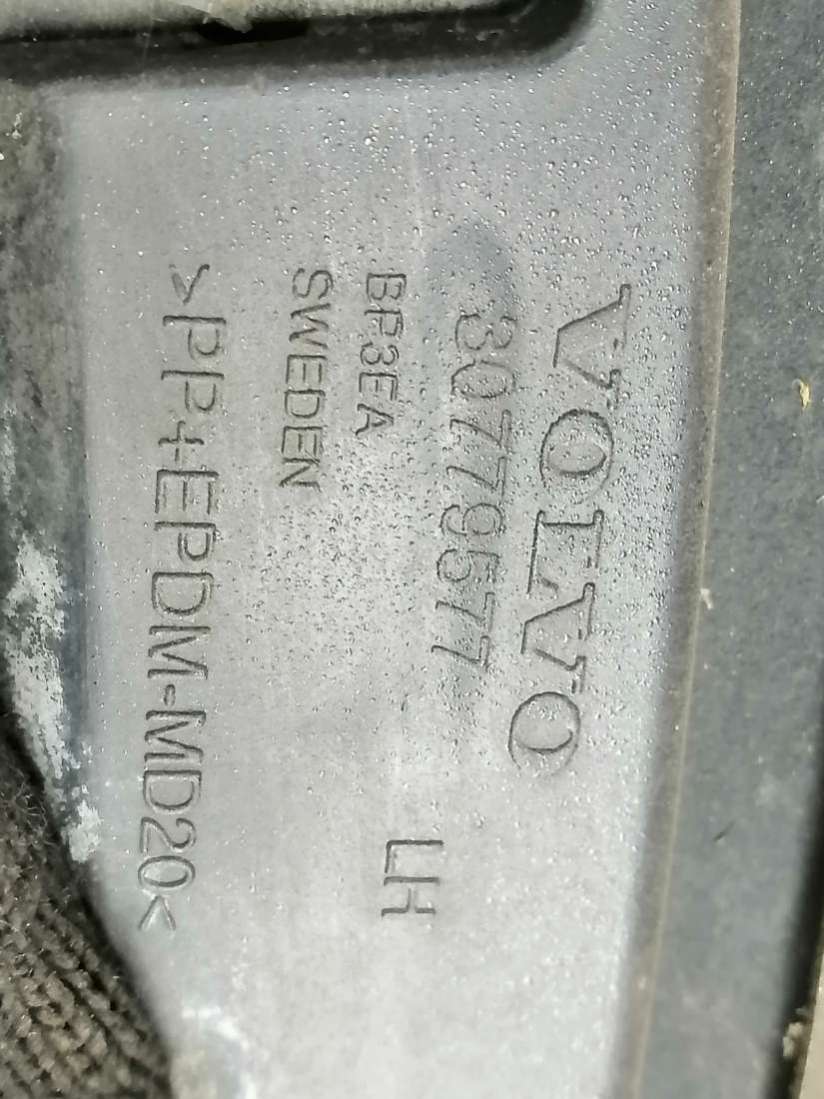 VOLVO
30779577 LH
BP3EA
SWEDEN
>PP+EPDM-MD20<